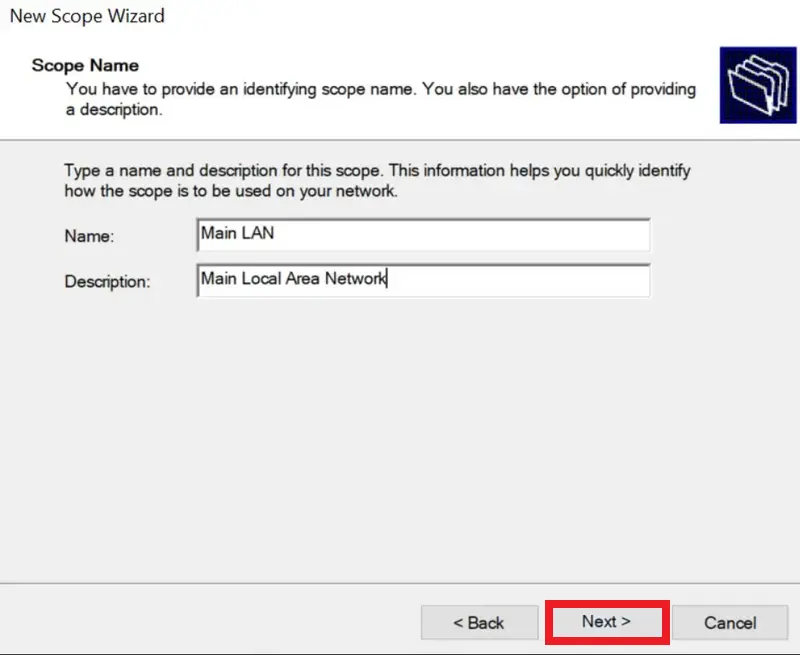 New Scope Wizard
Scope Name
You have to provide an identifying scope name. You also have the option of providing
a description.
Type a name and description for this scope. This information helps you quickly identify
how the scope is to be used on your network.
Name: Main LAN
Description: Main Local Area Network
< Back Next > Cancel